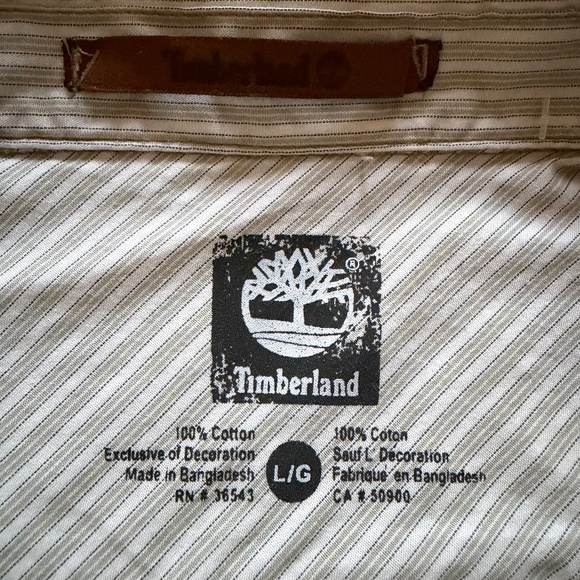 Timberland
®
Timberland
100% Cotton
Exclusive of Decoration
Made in Bangladesh
RN # 36543
L/G
100% Coton
Sauf L' Decoration
Fabrique' en Bangladesh
CA # 50900